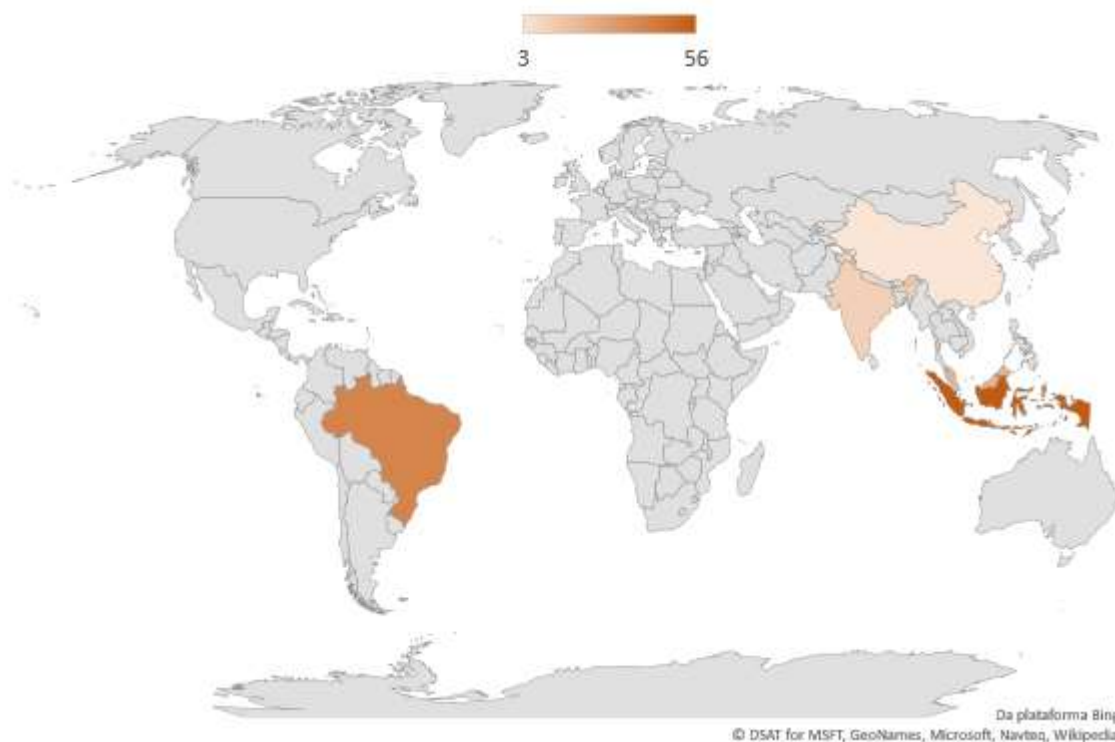 3 56
Da plataforma Bing
© DSAT for MSFT, GeoNames, Microsoft, Navteq, Wikipedia